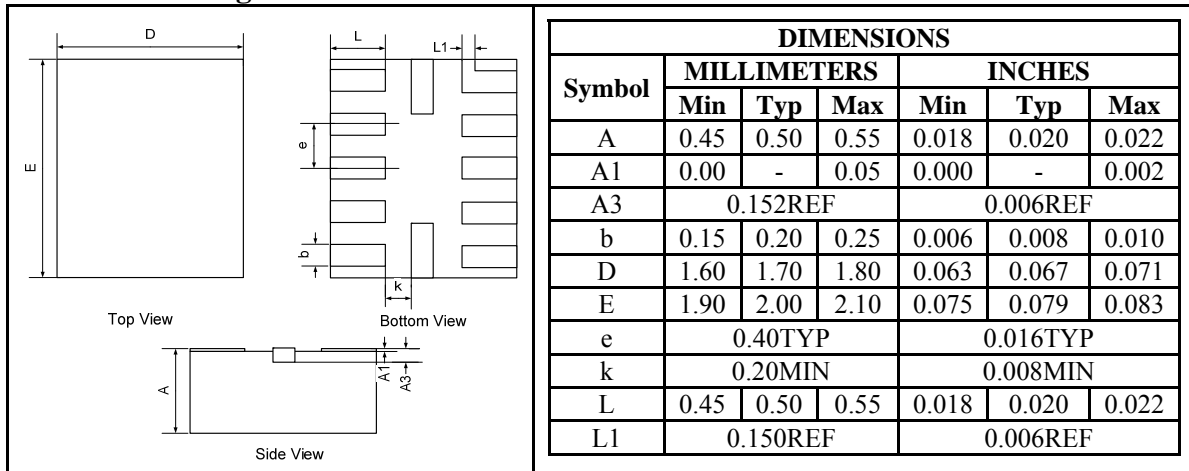 D
E
Top View
L
L1
e
b
k
Bottom View
A
A1
A3
Side View
DIMENSIONS
Symbol MILLIMETERS INCHES
Min Typ Max Min Typ Max
A 0.45 0.50 0.55 0.018 0.020 0.022
A1 0.00 - 0.05 0.000 - 0.002
A3 0.152REF 0.006REF
b 0.15 0.20 0.25 0.006 0.008 0.010
D 1.60 1.70 1.80 0.063 0.067 0.071
E 1.90 2.00 2.10 0.075 0.079 0.083
e 0.40TYP 0.016TYP
k 0.20MIN 0.008MIN
L 0.45 0.50 0.55 0.018 0.020 0.022
L1 0.150REF 0.006REF